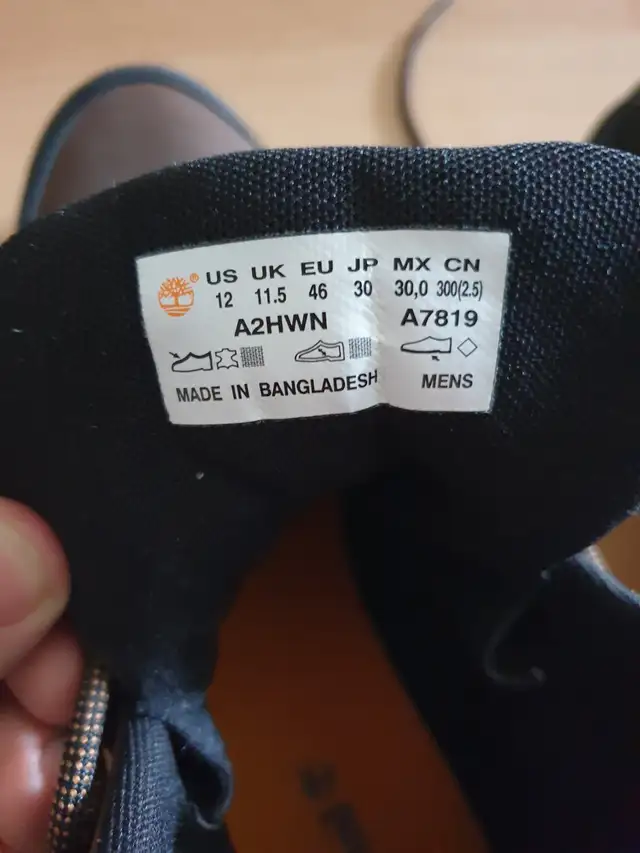 ® US UK EU JP MX CN
12 11.5 46 30 30,0 300(2.5)
A2HWN A7819
MADE IN BANGLADESH MENS